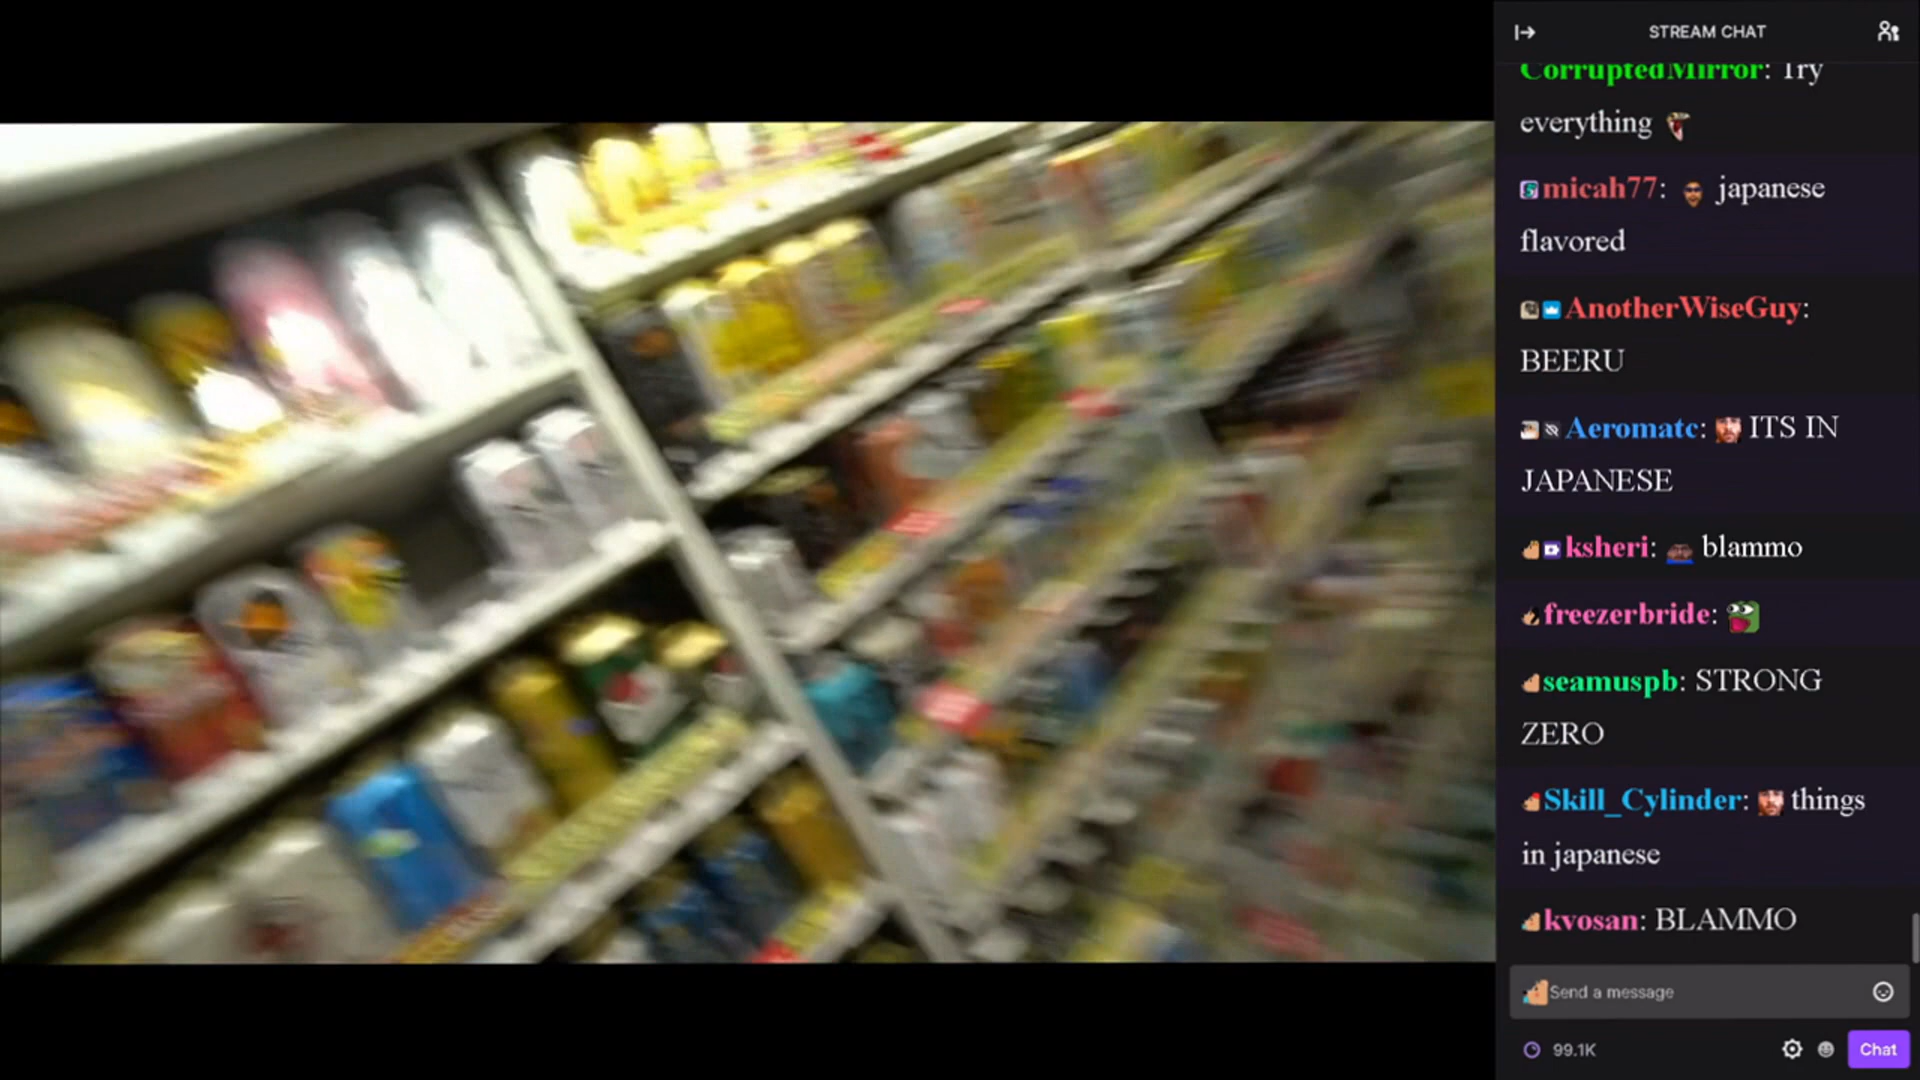 STREAM CHAT
CorruptedMirror: Try
everything
micah77: japanese
flavored
AnotherWiseGuy:
BEERU
Aeromatc: ITS IN
JAPANESE
ksheri: blammo
freezerbride:
seamuspb: STRONG
ZERO
Skill_Cylinder: things
in japanese
kvosan: BLAMMO
Send a message
99.1K
Chat